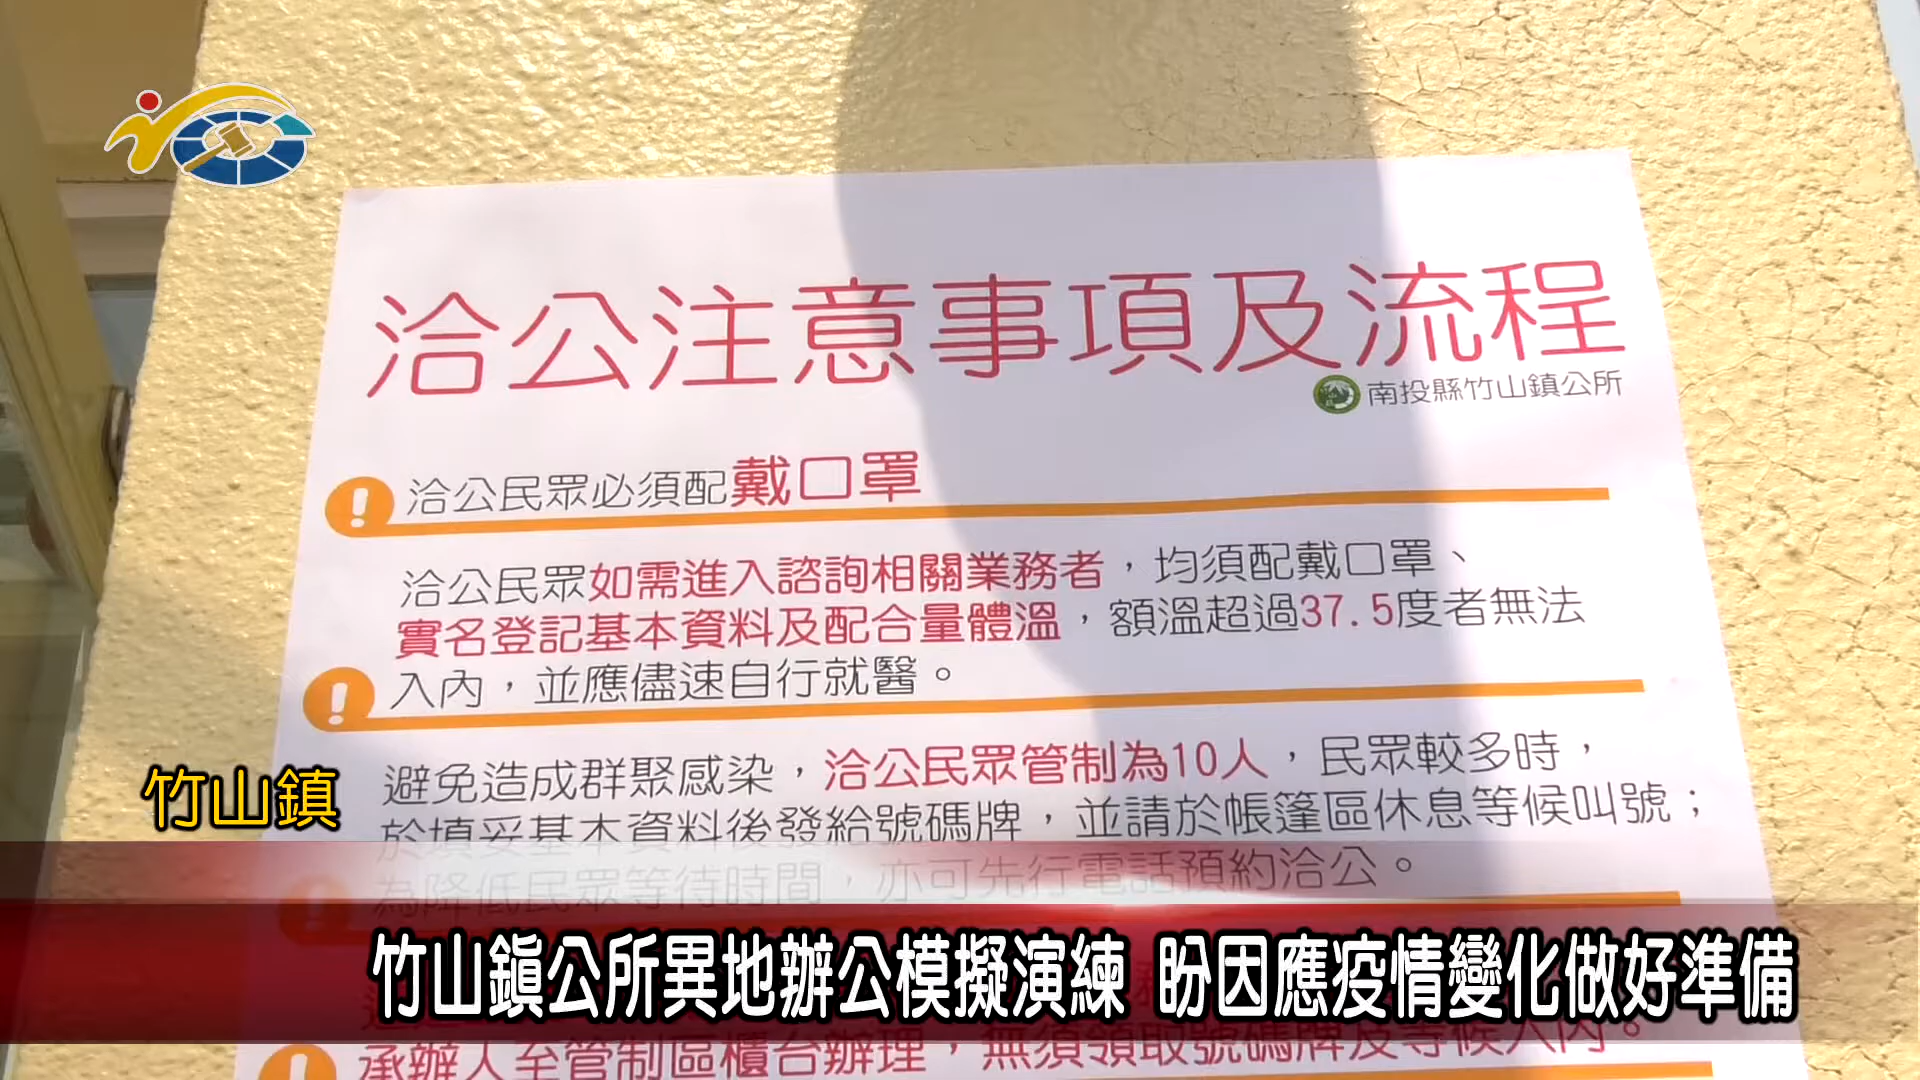 洽公注意事項及流程
南投縣竹山鎮公所
洽公民眾必須配戴口罩
洽公民眾如需進入諮詢相關業務者，均須配戴口罩、
實名登記基本資料及配合量體溫，額溫超過37.5度者無法
入內，並應儘速自行就醫。
避免造成群聚感染，洽公民眾管制為10人，民眾較多時，
於填妥基本資料後發給號碼牌，並請於帳篷區休息等候叫號；
為降低民眾等待時間，亦可先行電話預約洽公。
竹山鎮
竹山鎮公所異地辦公模擬演練 盼因應疫情變化做好準備
承辦人至管制區櫃台辦理，無須領取號碼牌及等候入內。